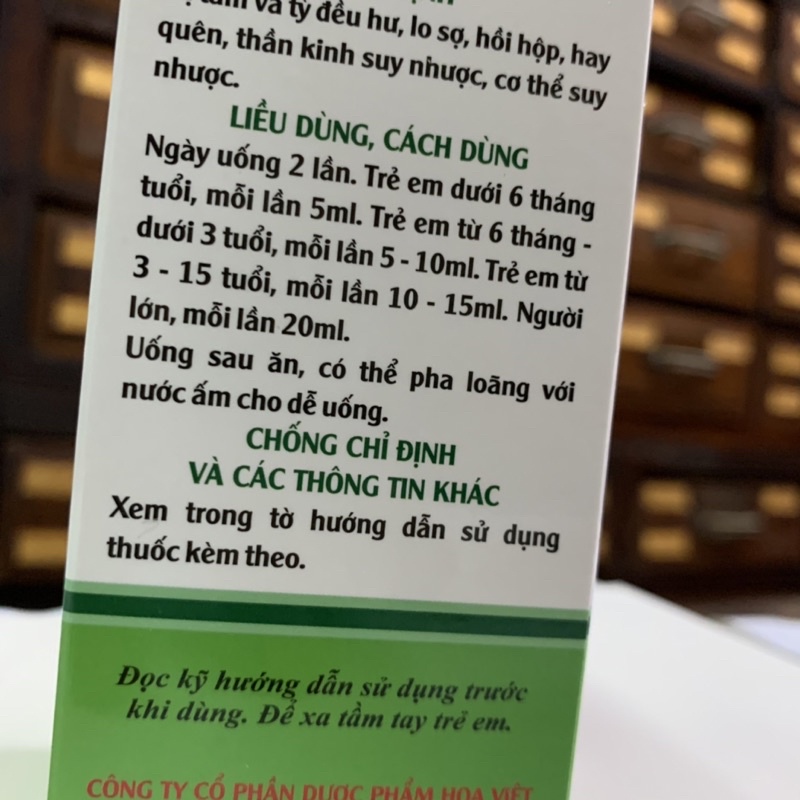 và tỳ đều hư, lo sợ, hồi hộp, hay
quên, thần kinh suy nhược, cơ thể suy
nhược.
LIỀU DÙNG, CÁCH DÙNG
Ngày uống 2 lần. Trẻ em dưới 6 tháng
tuổi, mỗi lần 5ml. Trẻ em từ 6 tháng -
dưới 3 tuổi, mỗi lần 5 - 10ml. Trẻ em từ
3 - 15 tuổi, mỗi lần 10 - 15ml. Người
lớn, mỗi lần 20ml.
Uống sau ăn, có thể pha loãng với
nước ấm cho dễ uống.
CHỐNG CHỈ ĐỊNH
VÀ CÁC THÔNG TIN KHÁC
Xem trong tờ hướng dẫn sử dụng
thuốc kèm theo.
Đọc kỹ hướng dẫn sử dụng trước
khi dùng. Để xa tầm tay trẻ em.
CÔNG TY CỔ PHẦN DƯỢC PHẨM HOA VIỆT